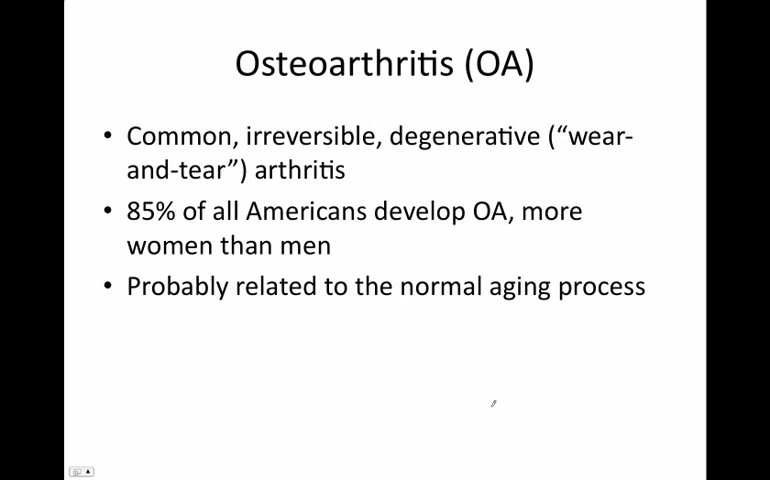 Osteoarthritis (OA)
• Common, irreversible, degenerative (“wear-
and-tear”) arthritis
• 85% of all Americans develop OA, more
women than men
• Probably related to the normal aging process